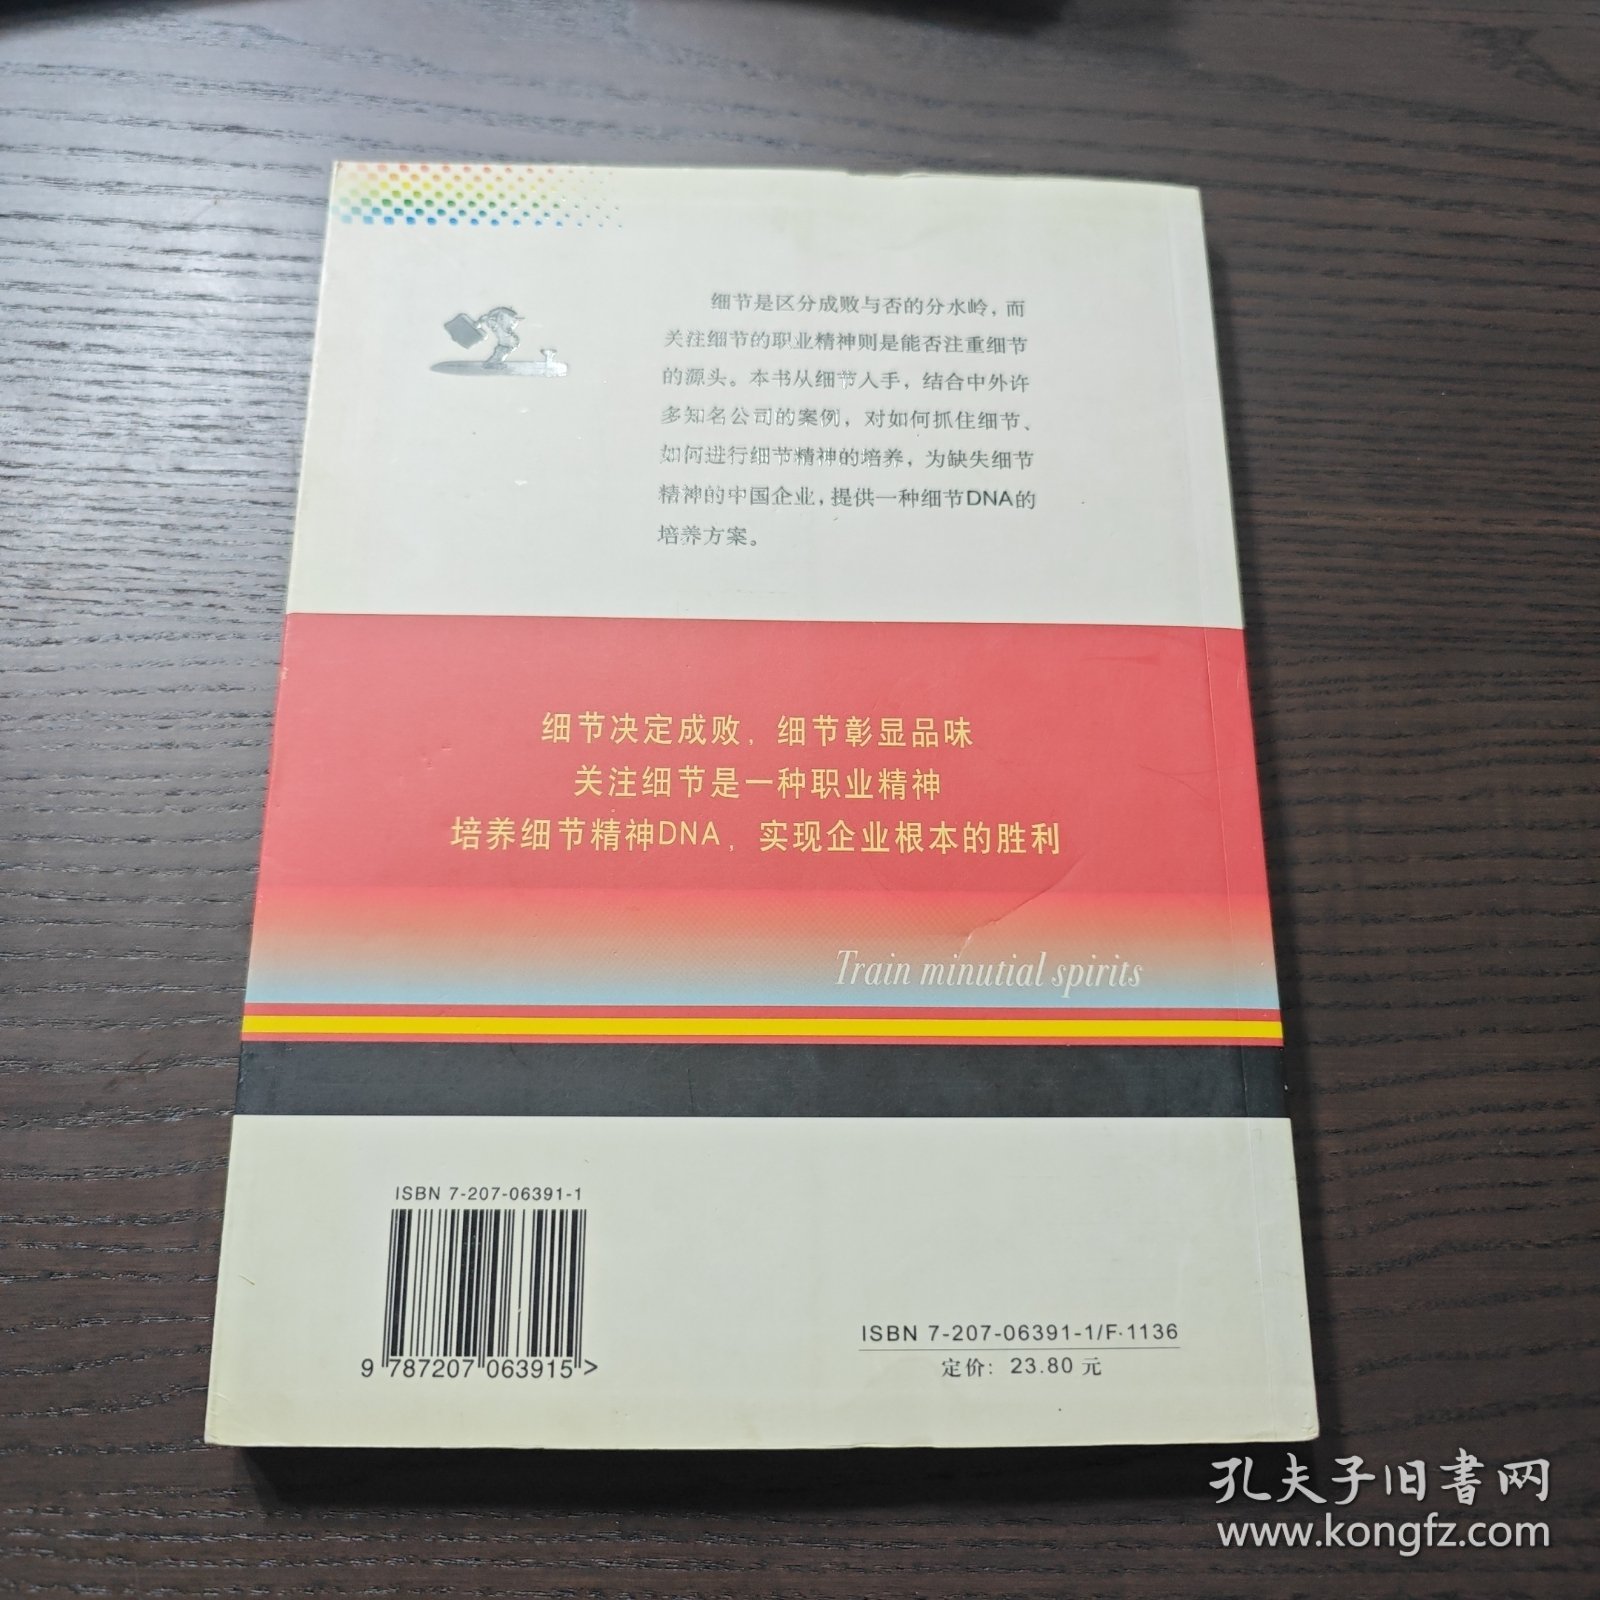 细节是区分成败与否的分水岭，而
关注细节的职业精神则是能否注重细节
的源头。本书从细节入手，结合中外许
多知名公司的案例，对如何抓住细节、
如何进行细节精神的培养，为缺失细节
精神的中国企业，提供一种细节DNA的
培养方案。
细节决定成败，细节彰显品味
关注细节是一种职业精神
培养细节精神DNA，实现企业根本的胜利
Train minutial spirits
ISBN 7-207-06391-1
9 787207 063915 >
ISBN 7-207-06391-1/F·1136
定价：23.80 元
孔夫子旧書网
www.kongfz.com